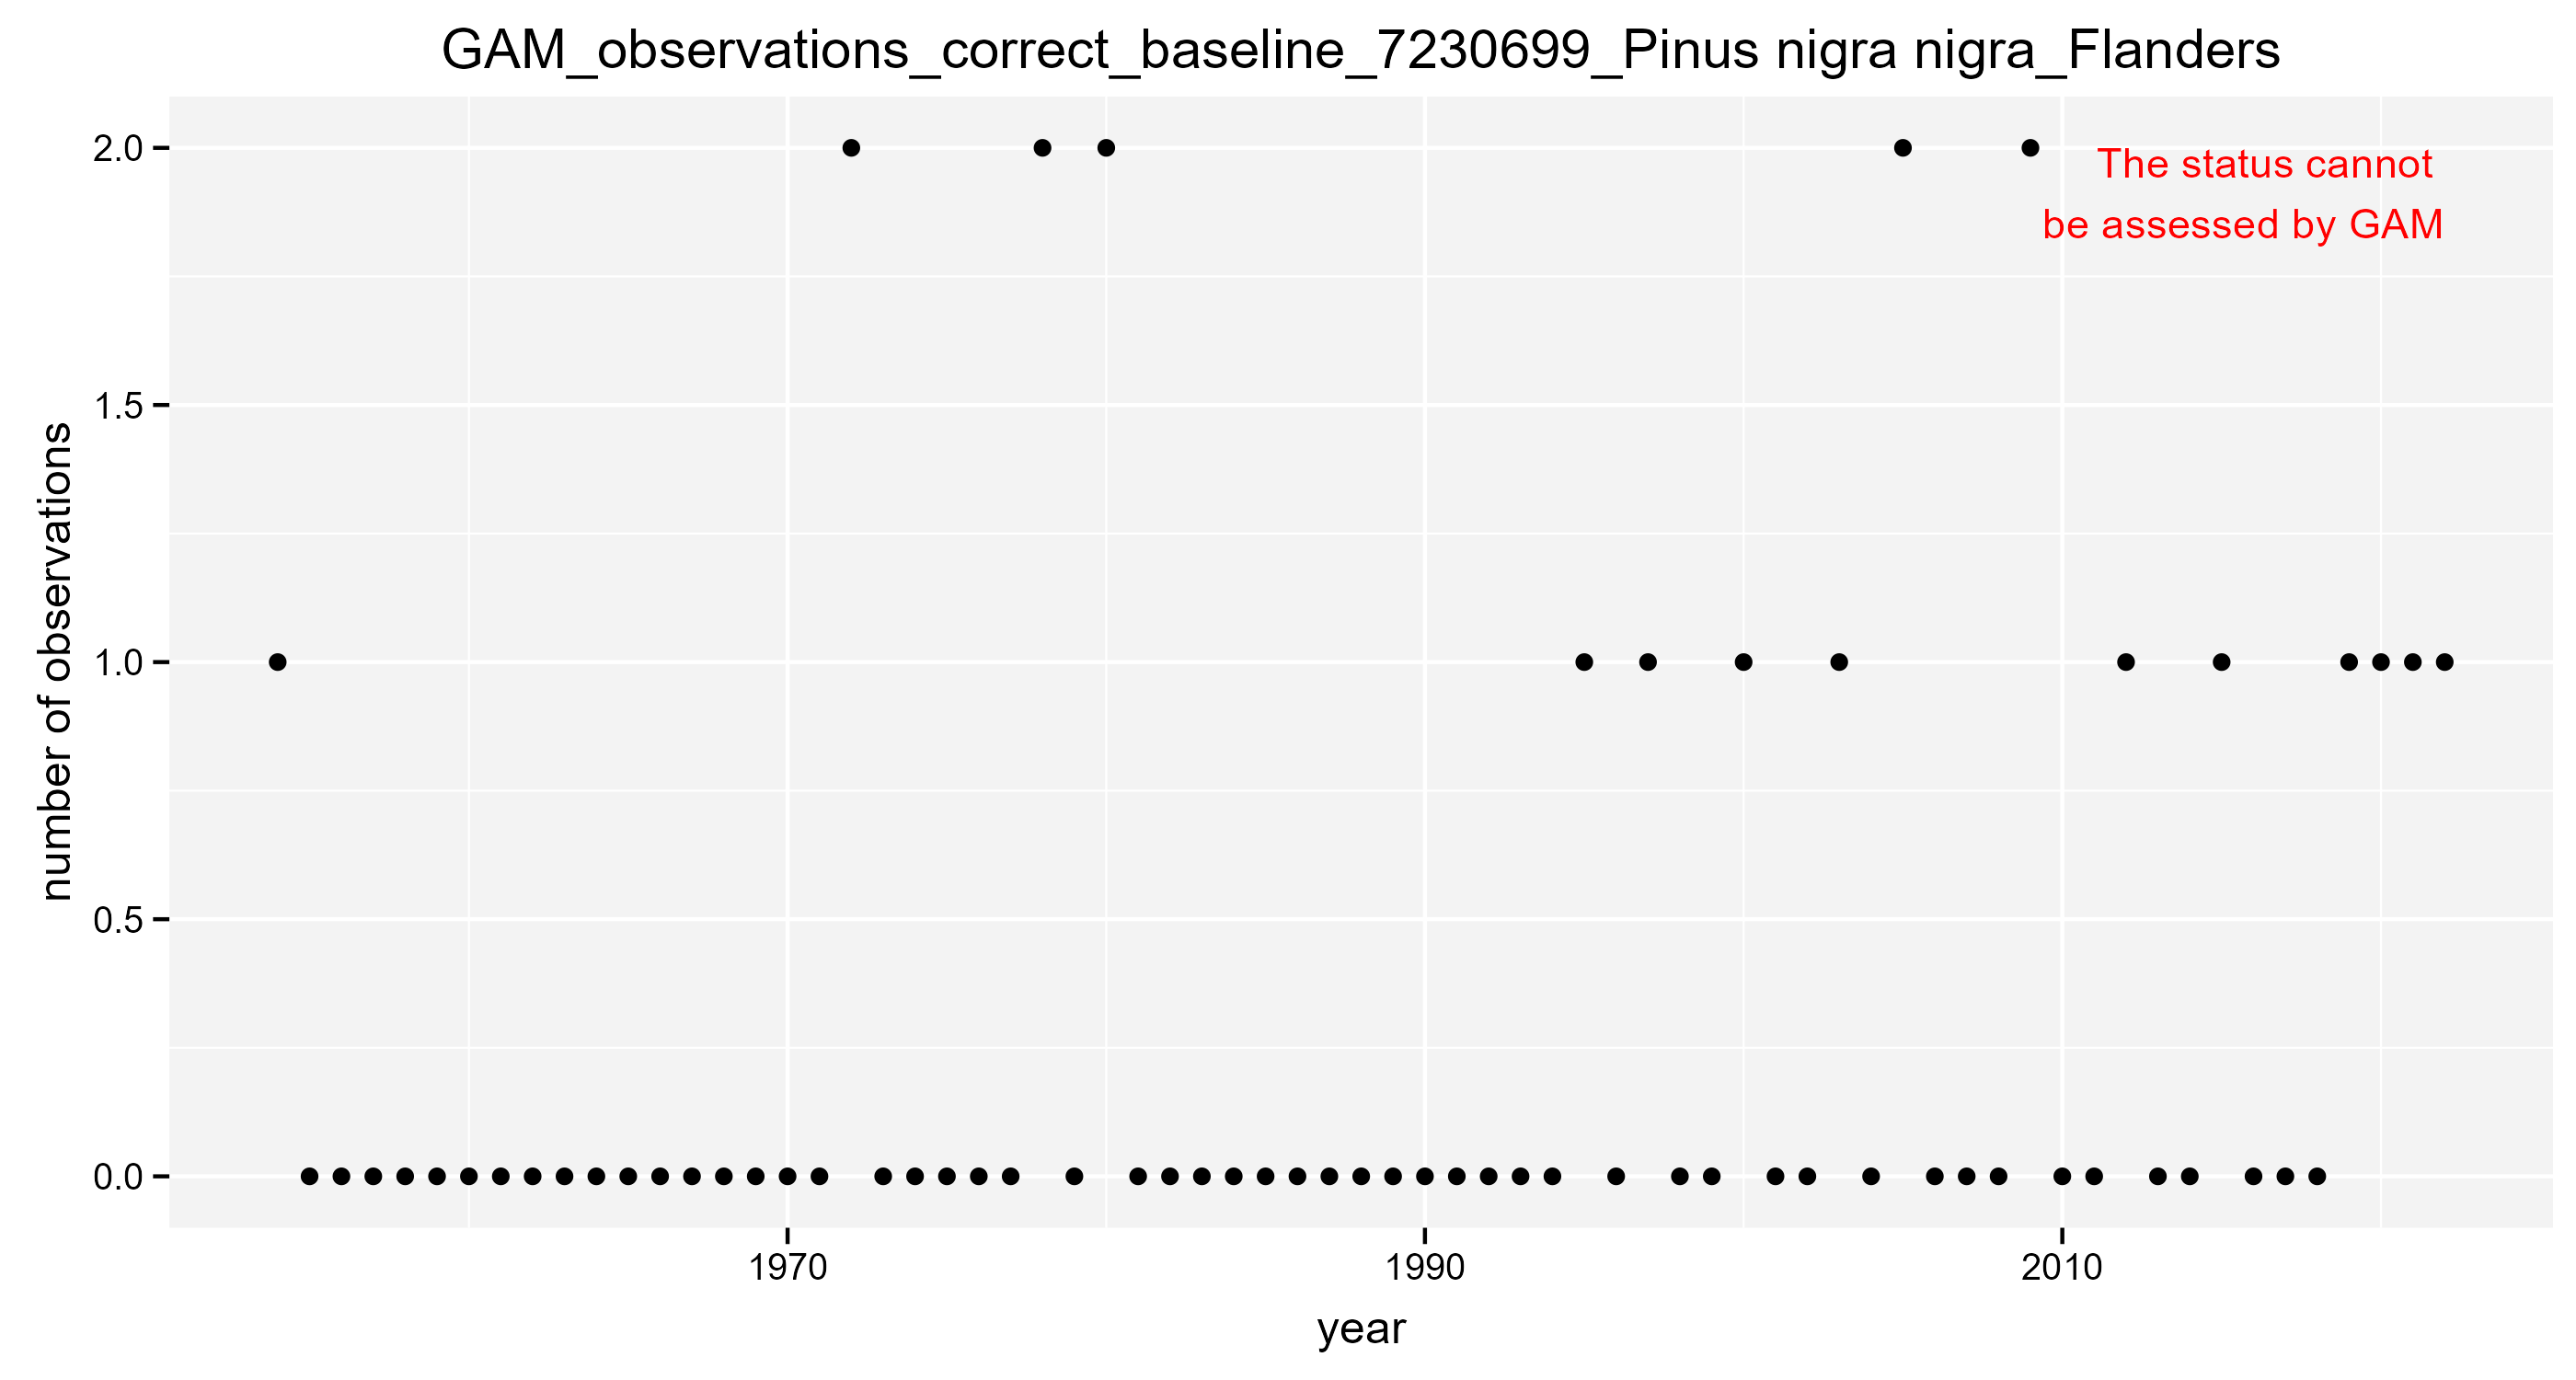 GAM_observations_correct_baseline_7230699_Pinus nigra nigra_Flanders
The status cannot
be assessed by GAM
number of observations
2.0
1.5
1.0
0.5
0.0
1970 1990 2010
year